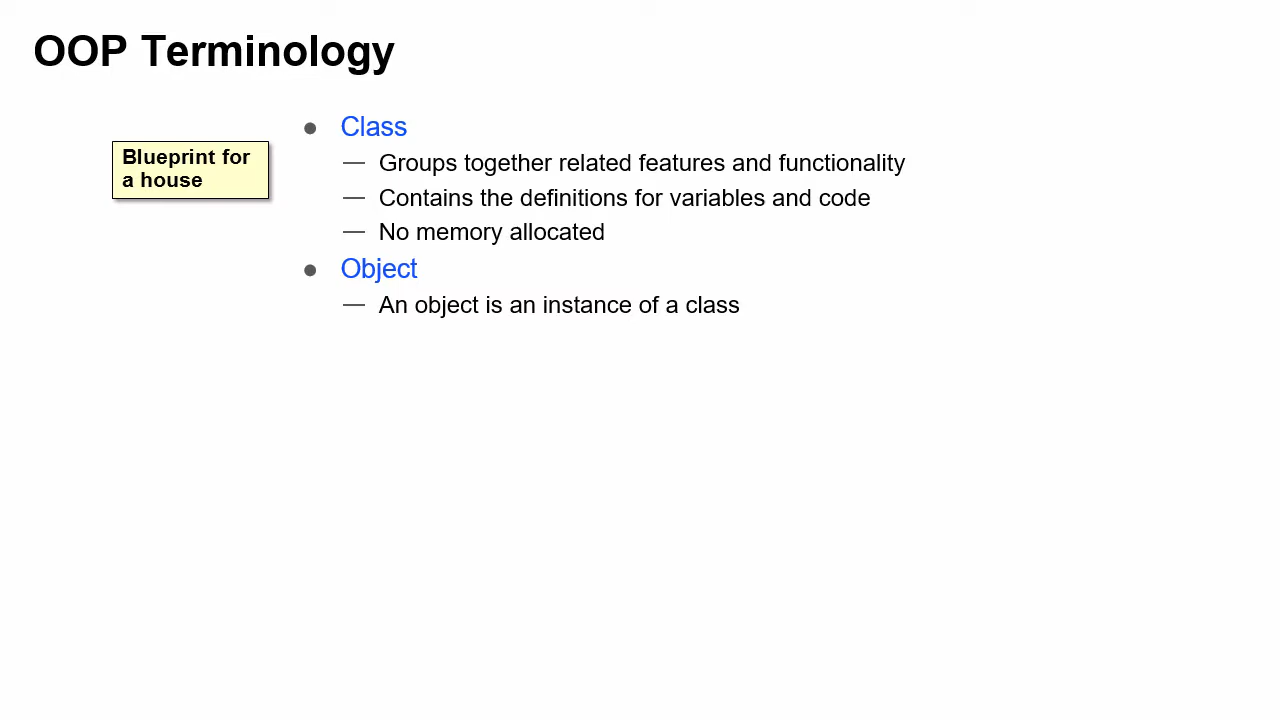 OOP Terminology
Blueprint for
a house
● Class
— Groups together related features and functionality
— Contains the definitions for variables and code
— No memory allocated
● Object
— An object is an instance of a class